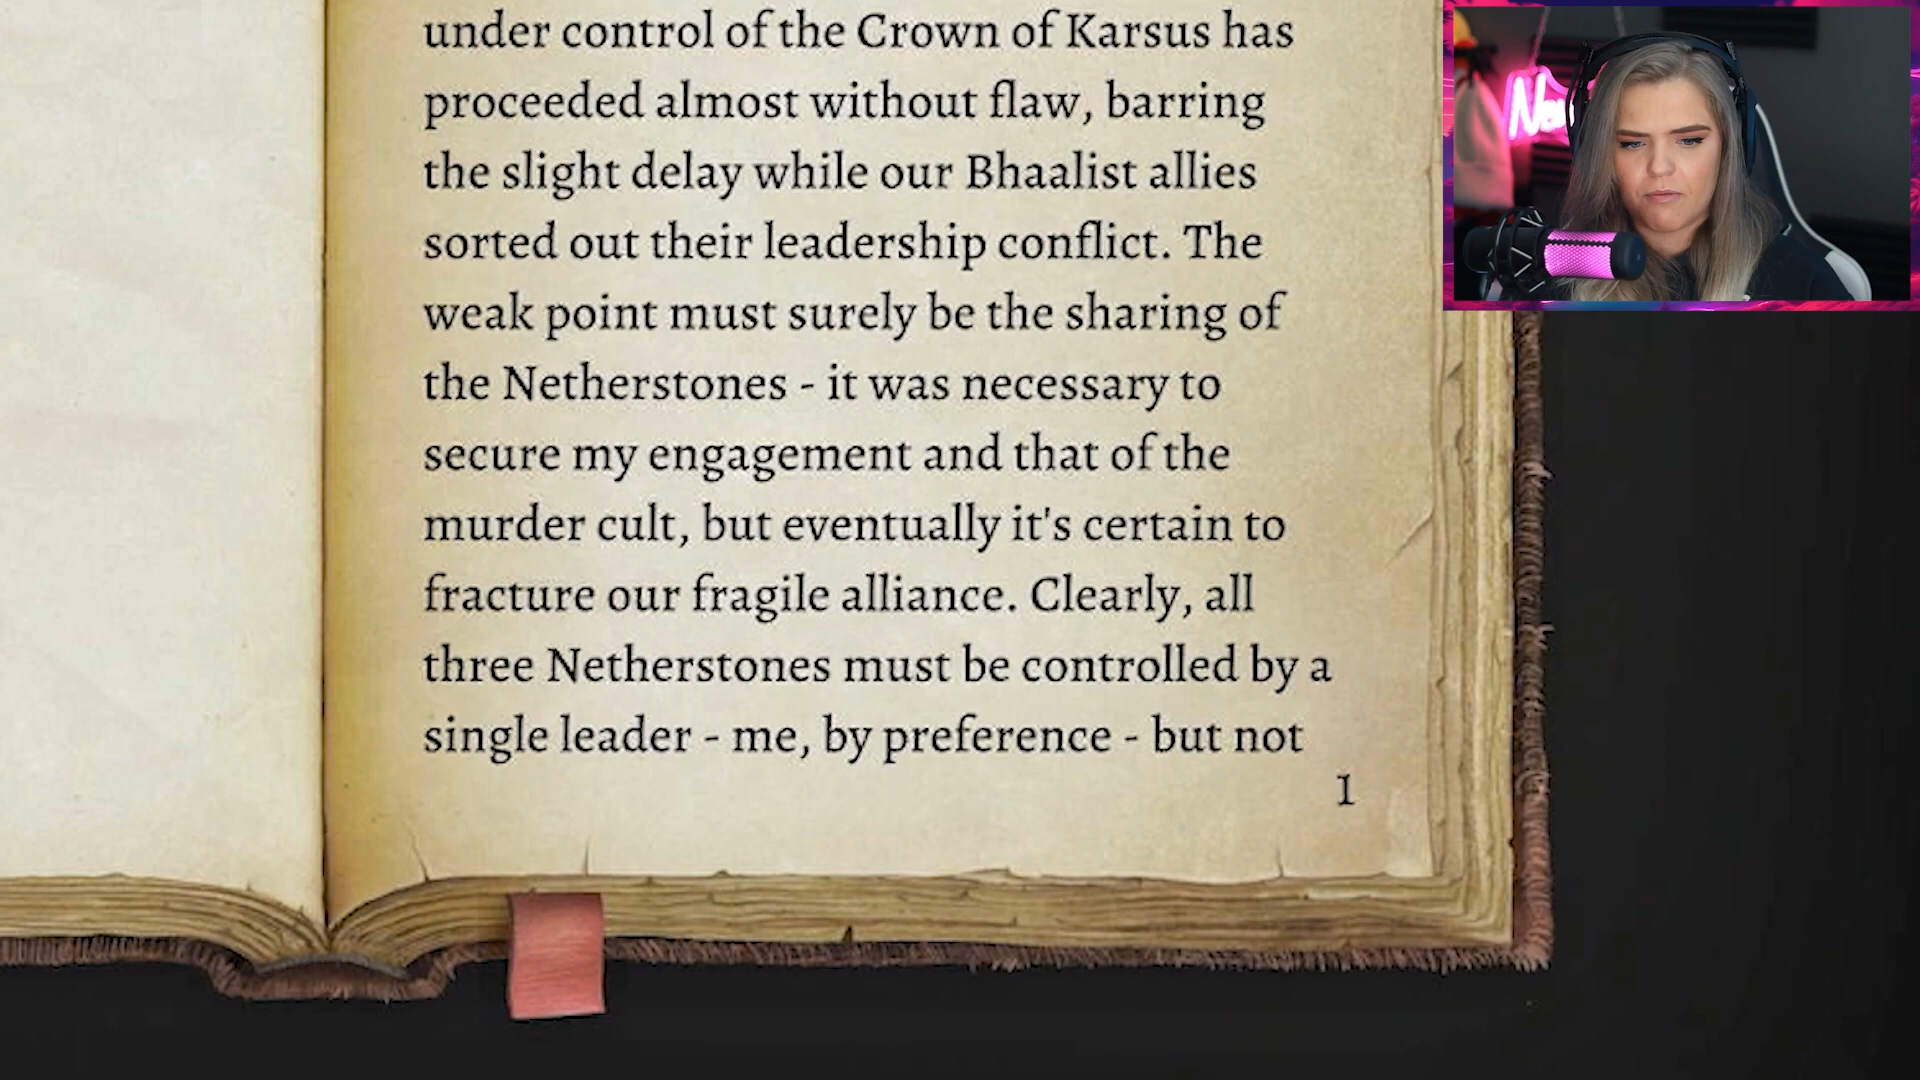 under control of the Crown of Karsus has
proceeded almost without flaw, barring
the slight delay while our Bhaalist allies
sorted out their leadership conflict. The
weak point must surely be the sharing of
the Netherstones - it was necessary to
secure my engagement and that of the
murder cult, but eventually it's certain to
fracture our fragile alliance. Clearly, all
three Netherstones must be controlled by a
single leader - me, by preference - but not
1